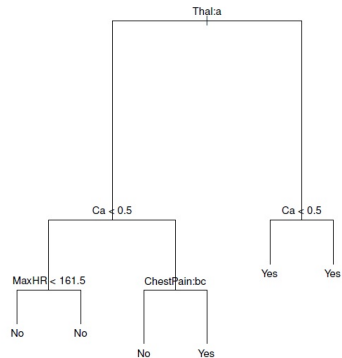 Thal:a
Ca < 0.5
Ca < 0.5
MaxHR < 161.5
ChestPain:bc
Yes
Yes
No
No
No
Yes